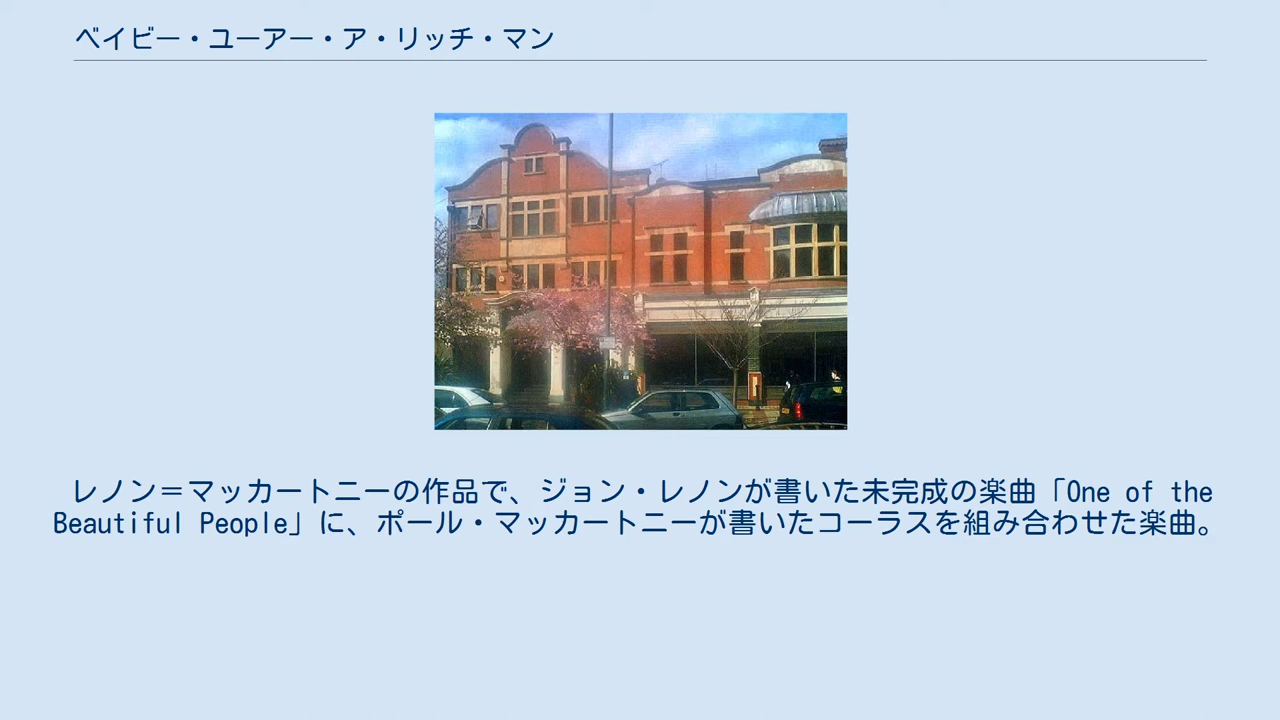 ベイビー・ユーアー・ア・リッチ・マン
レノン＝マッカートニーの作品で、ジョン・レノンが書いた未完成の楽曲「One of the
Beautiful People」に、ポール・マッカートニーが書いたコーラスを組み合わせた楽曲。